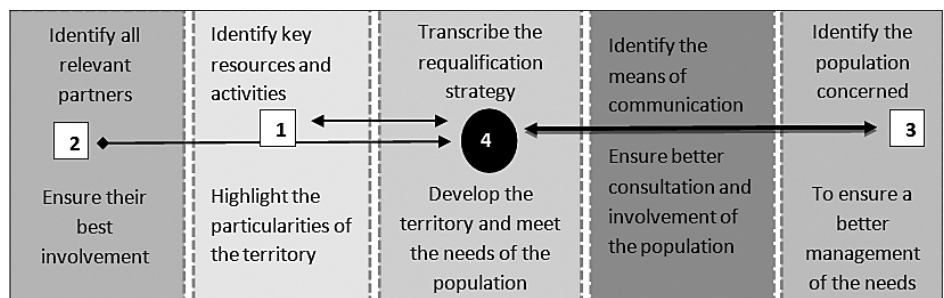 Identify all
relevant
partners
2
Ensure their
best
involvement
Identify key
resources and
activities
1
Highlight the
particularities of
the territory
Transcribe the
requalification
strategy
4
Develop the
territory and meet
the needs of the
population
Identify the
means of
communication
Ensure better
consultation and
involvement of
the population
Identify the
population
concerned
3
To ensure a
better
management
of the needs